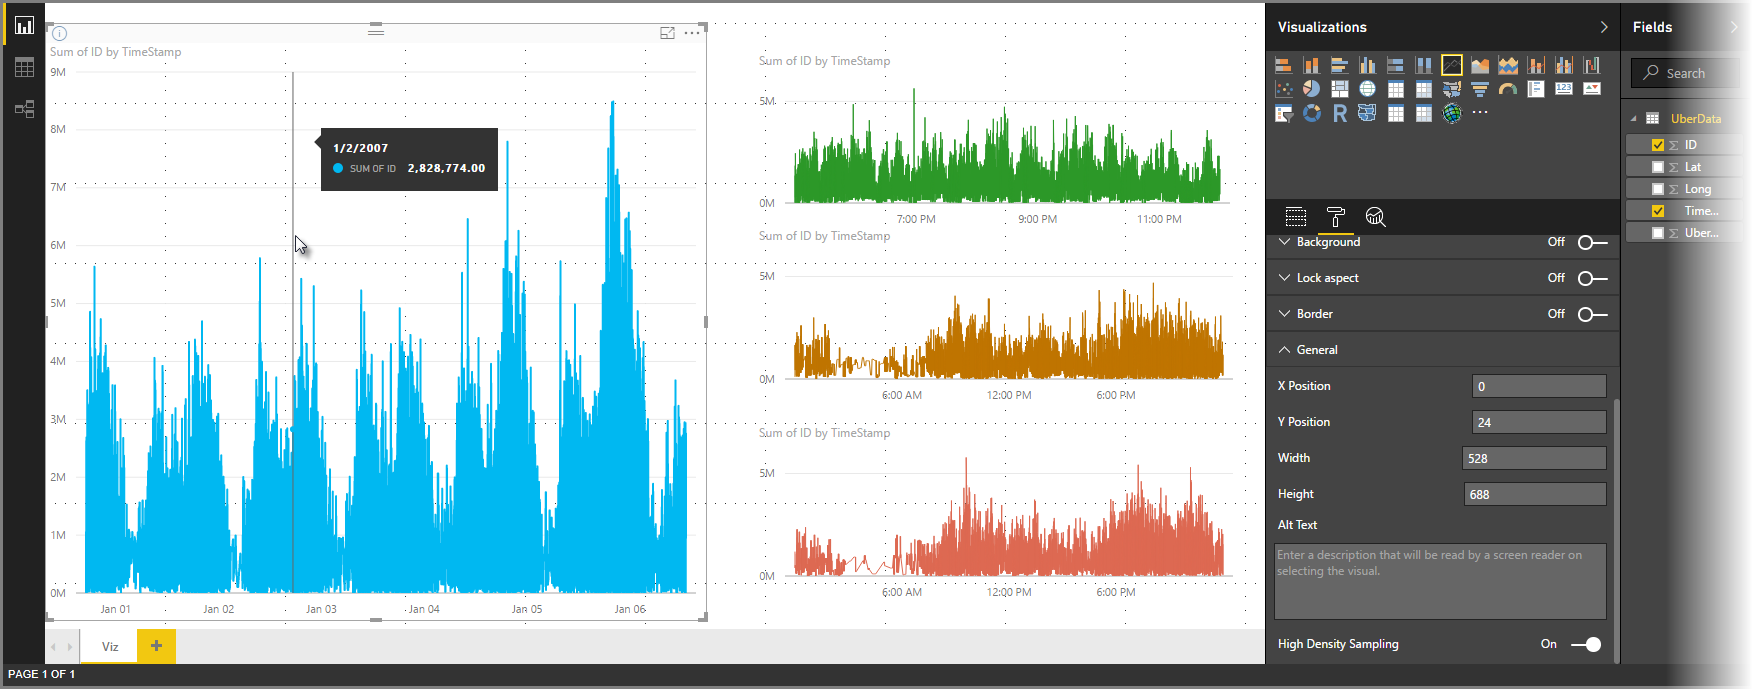 Sum of ID by TimeStamp
9M
8M
7M
6M
5M
4M
3M
2M
1M
0M
Jan 01 Jan 02 Jan 03 Jan 04 Jan 05 Jan 06
1/2/2007
SUM OF ID 2,828,774.00
Sum of ID by TimeStamp
5M
0M
7:00 PM 9:00 PM 11:00 PM
Sum of ID by TimeStamp
5M
0M
6:00 AM 12:00 PM 6:00 PM
Sum of ID by TimeStamp
5M
0M
6:00 AM 12:00 PM 6:00 PM
Viz
PAGE 1 OF 1
Visualizations
R
123
Background Off
Lock aspect Off
Border Off
General
X Position 0
Y Position 24
Width 528
Height 688
Alt Text
Enter a description that will be read by a screen reader on
selecting the visual.
High Density Sampling On
Fields
Search
UberData
Σ ID
Σ Lat
Σ Long
Time...
Σ Uber...